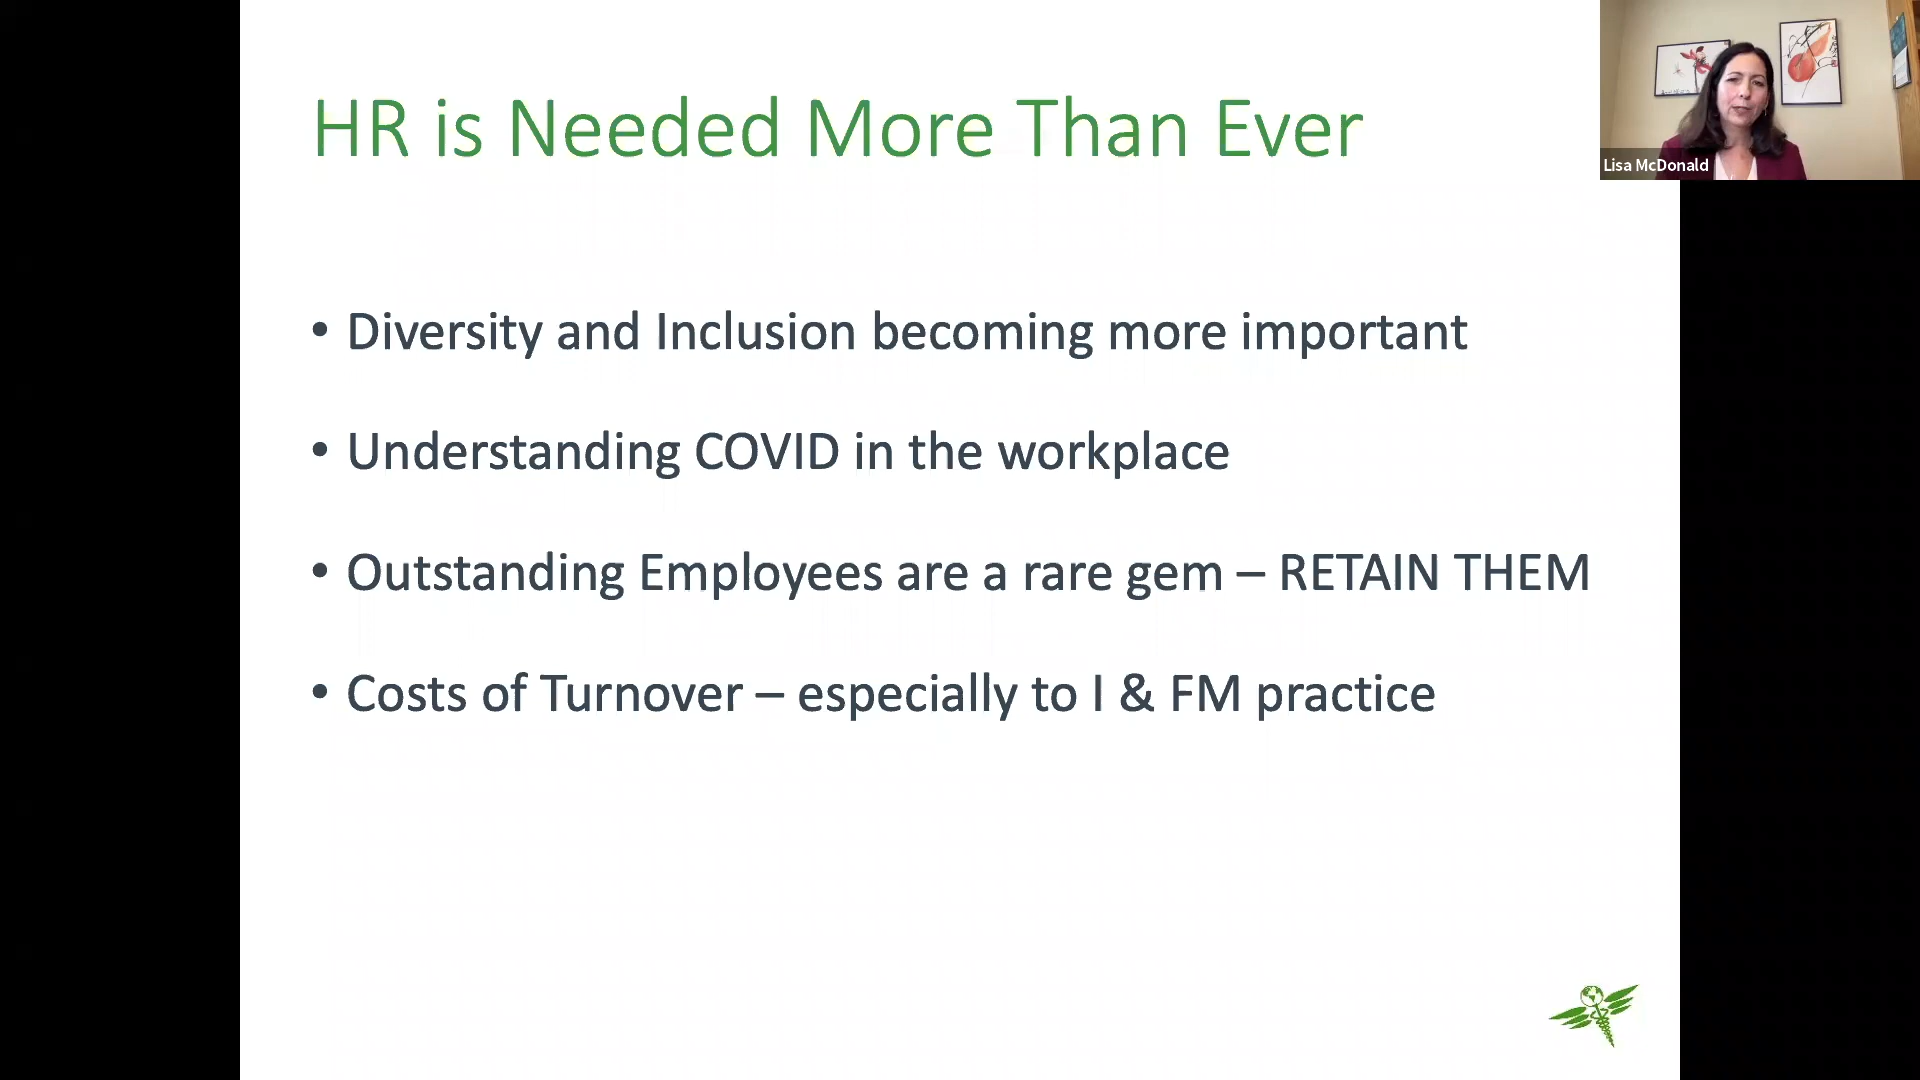 HR is Needed More Than Ever
Lisa McDonald
• Diversity and Inclusion becoming more important
• Understanding COVID in the workplace
• Outstanding Employees are a rare gem – RETAIN THEM
• Costs of Turnover – especially to I & FM practice